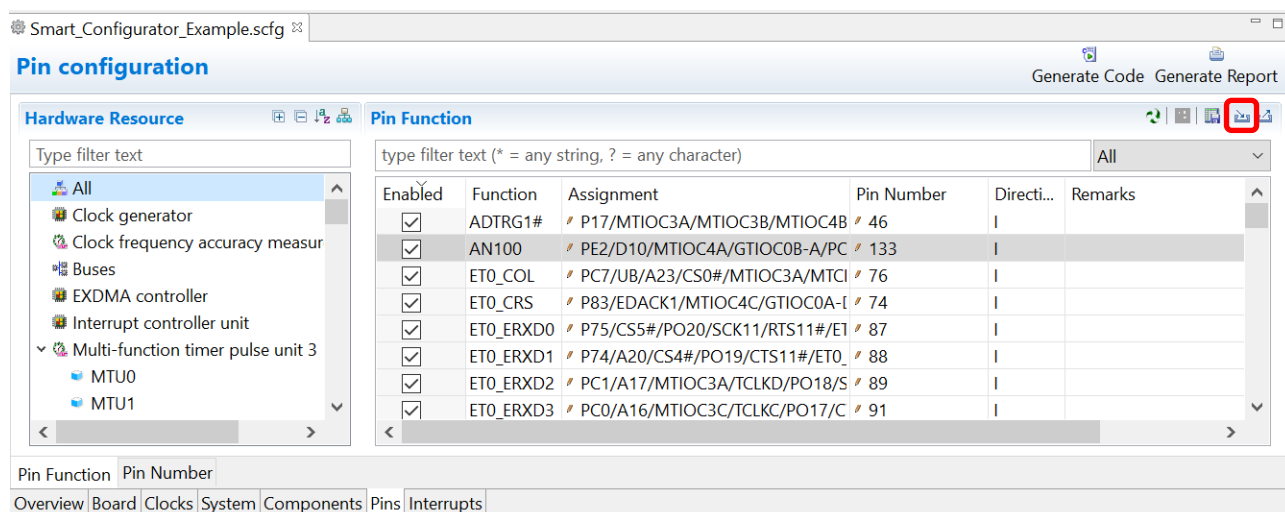 Smart_Configurator_Example.scfg
Pin configuration
Generate Code Generate Report
Hardware Resource
Pin Function
Type filter text
type filter text (* = any string, ? = any character)
All
All
Clock generator
Clock frequency accuracy measur
Buses
EXDMA controller
Interrupt controller unit
Multi-function timer pulse unit 3
MTU0
MTU1
Enabled Function Assignment Pin Number Directi... Remarks
ADTRG1# P17/MTIOC3A/MTIOC3B/MTIOC4B 46 I
AN100 PE2/D10/MTIOC4A/GTIOC0B-A/PC 133 I
ET0_COL PC7/UB/A23/CS0#/MTIOC3A/MTCI 76 I
ET0_CRS P83/EDACK1/MTIOC4C/GTIOC0A-[ 74 I
ET0_ERXD0 P75/CS5#/PO20/SCK11/RTS11#/ET 87 I
ET0_ERXD1 P74/A20/CS4#/PO19/CTS11#/ET0_ 88 I
ET0_ERXD2 PC1/A17/MTIOC3A/TCLKD/PO18/S 89 I
ET0_ERXD3 PC0/A16/MTIOC3C/TCLKC/PO17/C 91 I
Pin Function Pin Number
Overview Board Clocks System Components Pins Interrupts